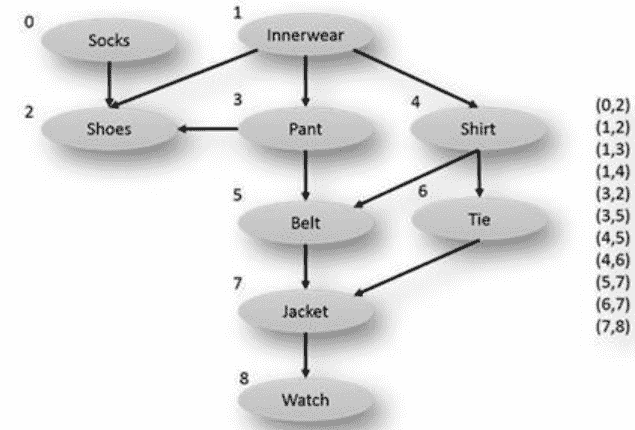 0
Socks
1
Innerwear
2
Shoes
3
Pant
4
Shirt
5
Belt
6
Tie
7
Jacket
8
Watch
(0,2)
(1,2)
(1,3)
(1,4)
(3,2)
(3,5)
(4,5)
(4,6)
(5,7)
(6,7)
(7,8)